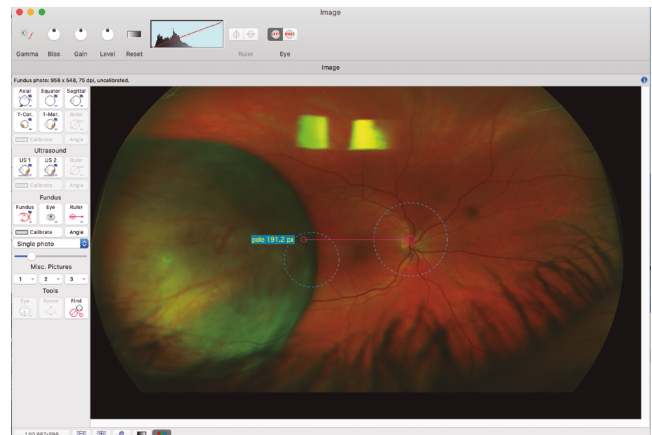 Image
Gamma Bias Gain Level Reset Ruler Eye
Image
Fundus photo: 956 x 548, 75 dpi, uncalibrated.
Axial Equator Sagittal
T-Cor. T-Mer. Ruler
Calibrate Angle
Ultrasound
US 1 US 2 Ruler
Calibrate Angle
Fundus
Fundus Eye Ruler
Calibrate Angle
Single photo
Misc. Pictures
1 2 3
Tools
Eye Tumor Find
polo 191.2 px